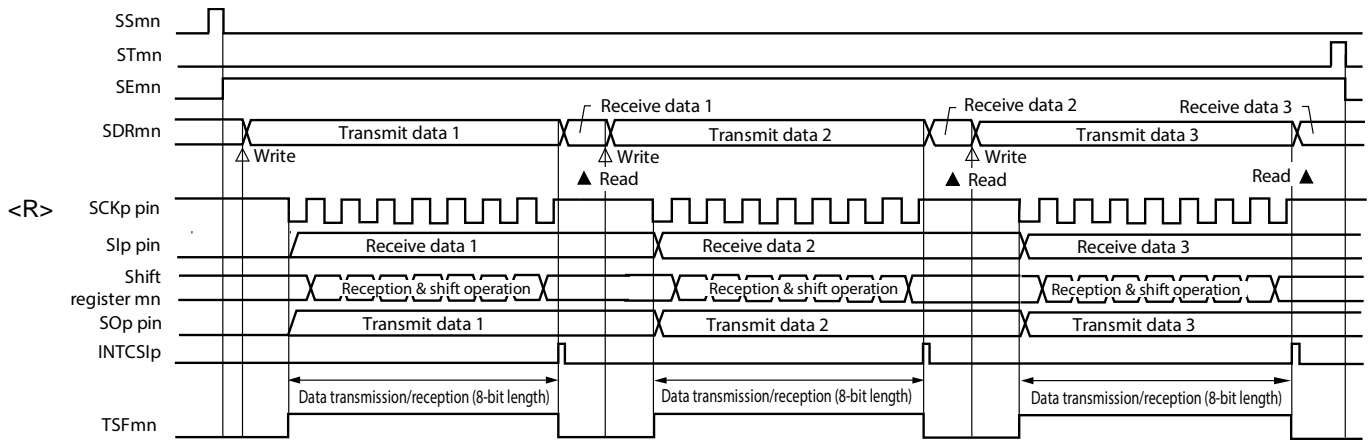 SSmn
STmn
SEmn
Receive data 1
Receive data 2
Receive data 3
SDRmn
Transmit data 1
Transmit data 2
Transmit data 3
Write
Write
Write
Read
Read
Read
<R>
SCKp pin
SIp pin
Receive data 1
Receive data 2
Receive data 3
Shift
register mn
Reception & shift operation
Reception & shift operation
Reception & shift operation
SOp pin
Transmit data 1
Transmit data 2
Transmit data 3
INTCSIp
Data transmission/reception (8-bit length)
Data transmission/reception (8-bit length)
Data transmission/reception (8-bit length)
TSFmn